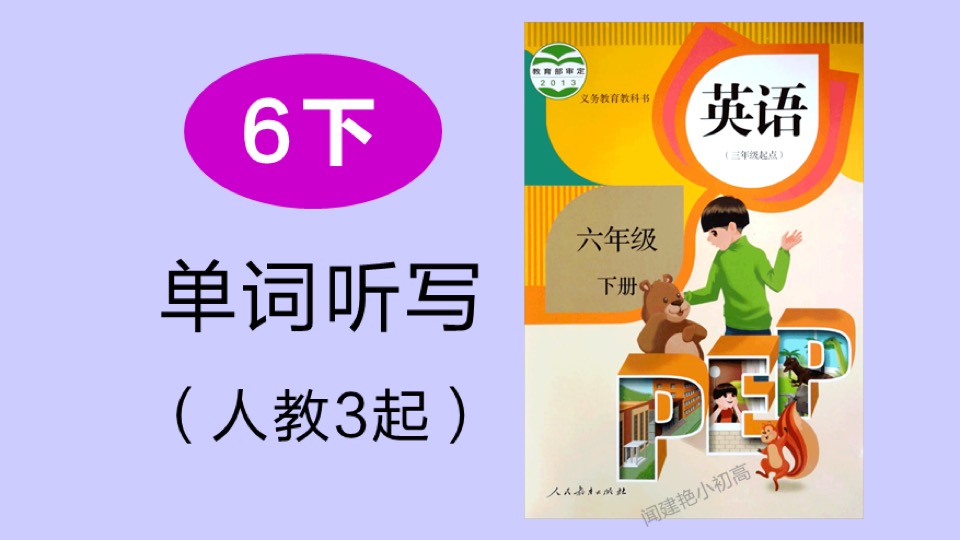 6下
单词听写
（人教3起）
教育部审定
2013
义务教育教科书
英语
（三年级起点）
六年级
下册
PEP
人民教育出版社
闻建艳小初高